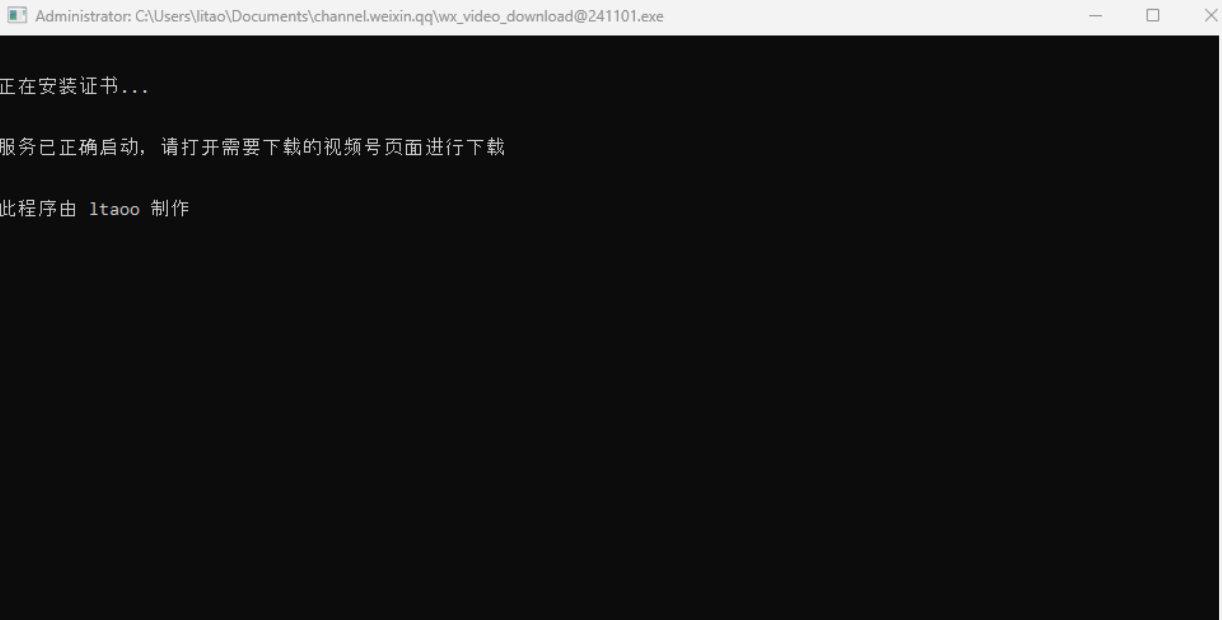 Administrator: C:\Users\litao\Documents\channel.weixin.qq\wx_video_download@241101.exe
正在安装证书...
服务已正确启动，请打开需要下载的视频号页面进行下载
此程序由 ltaoo 制作